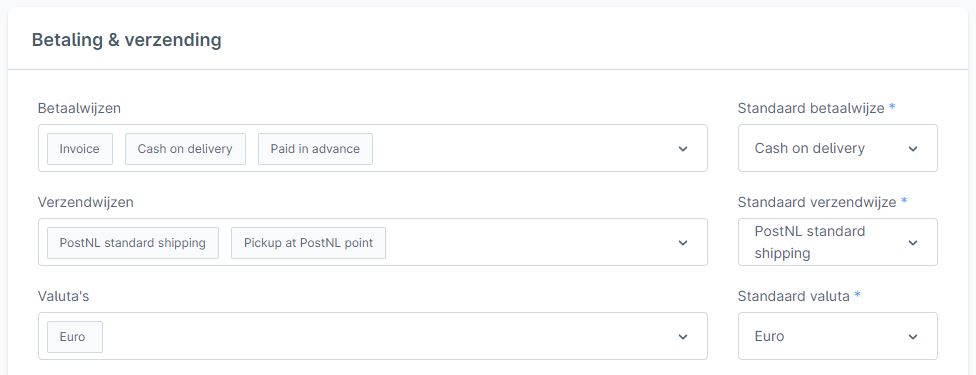 Betaling & verzending
Betaalwijzen
Standaard betaalwijze *
Invoice Cash on delivery Paid in advance
Cash on delivery
Verzendwijzen
Standaard verzendwijze *
PostNL standard shipping Pickup at PostNL point
PostNL standard
shipping
Valuta's
Standaard valuta *
Euro
Euro